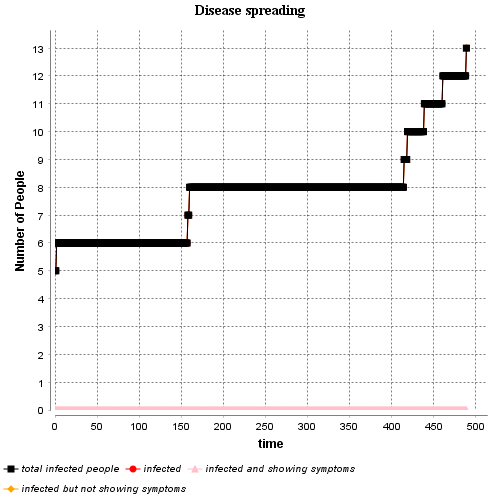 Disease spreading
13
12
11
10
9
8
7
6
5
4
3
2
1
0
Number of People
0 50 100 150 200 250 300 350 400 450 500
time
total infected people infected infected and showing symptoms
infected but not showing symptoms